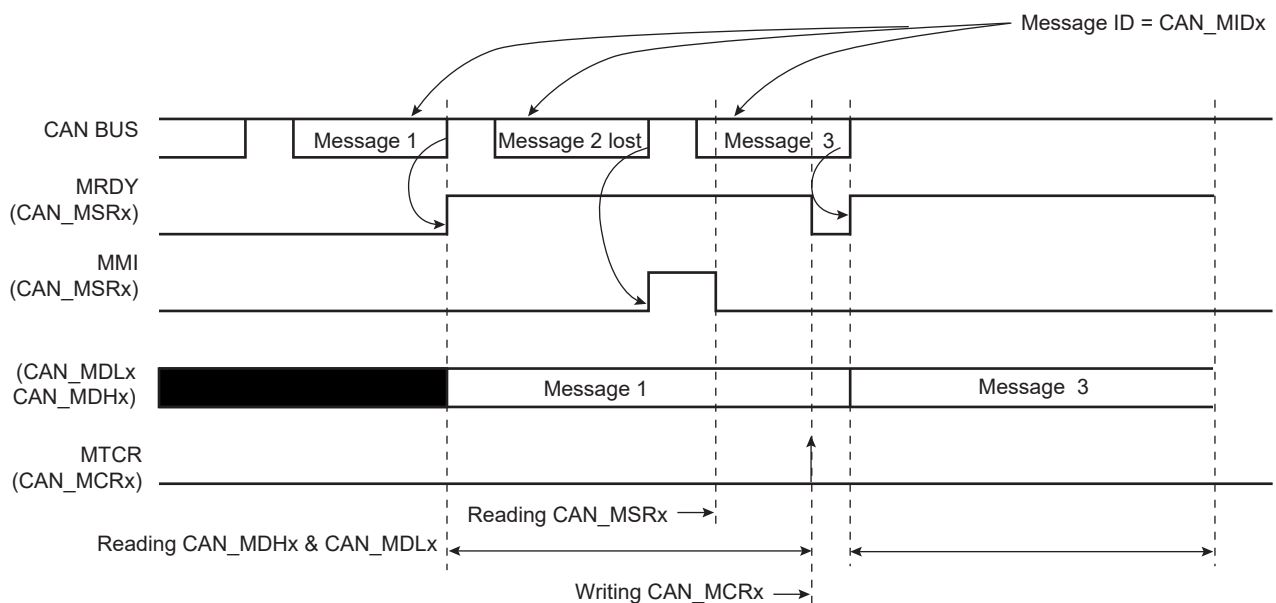 Message ID = CAN_MIDx
CAN BUS
Message 1
Message 2 lost
Message 3
MRDY
(CAN_MSRx)
MMI
(CAN_MSRx)
(CAN_MDLx
CAN_MDHx)
Message 1
Message 3
MTCR
(CAN_MCRx)
Reading CAN_MSRx
Reading CAN_MDHx & CAN_MDLx
Writing CAN_MCRx